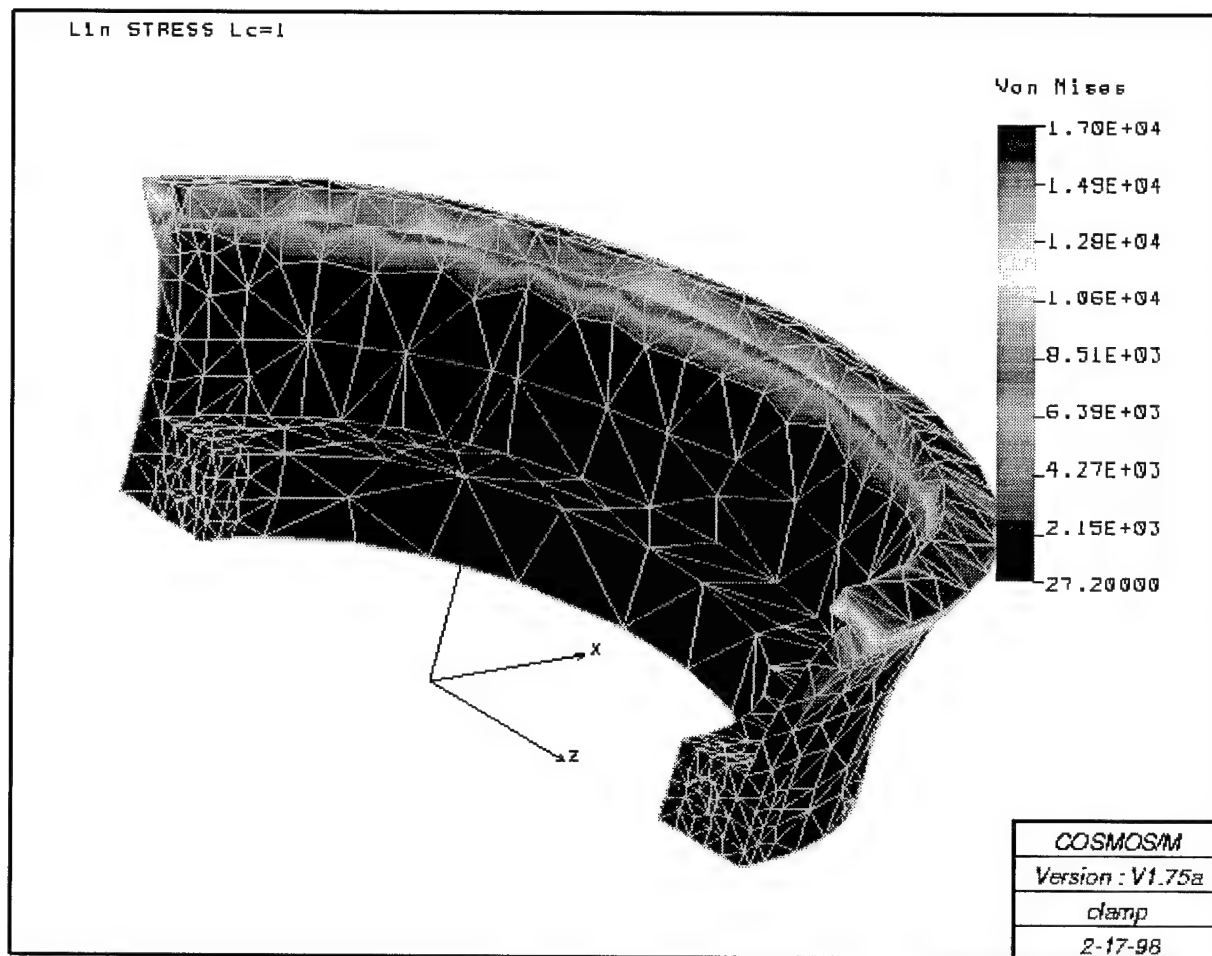 Lin STRESS Lc=1
Von Mises
1.70E+04
1.49E+04
1.28E+04
1.06E+04
8.51E+03
6.39E+03
4.27E+03
2.15E+03
27.20000
X
Z
COSMOS/M
Version : V1.75a
clamp
2-17-98